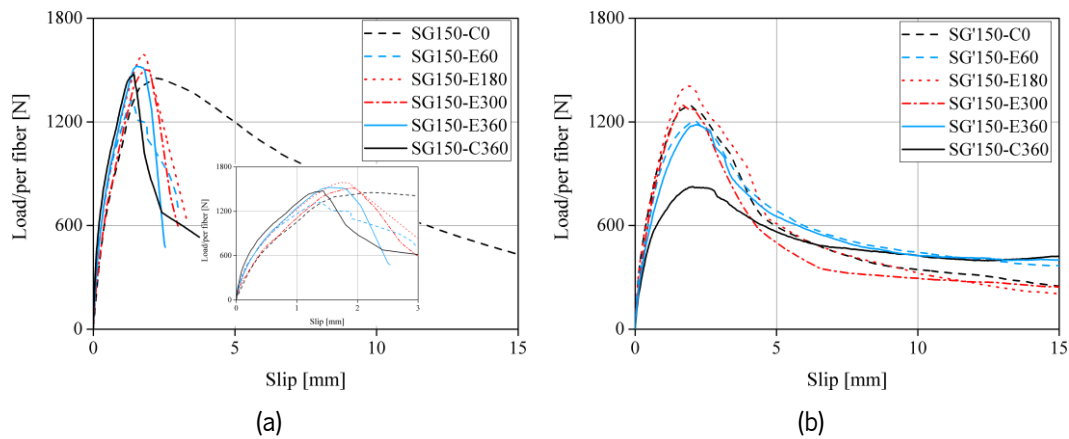 1800
1200
600
0
Load/per fiber [N]
SG150-C0
SG150-E60
SG150-E180
SG150-E300
SG150-E360
SG150-C360
1800
1500
1200
900
600
300
0
Load/per fiber [N]
0 1 2 3
Slip [mm]
0 5 10 15
Slip [mm]
(a)
1800
1200
600
0
Load/per fiber [N]
SG'150-C0
SG'150-E60
SG'150-E180
SG'150-E300
SG'150-E360
SG'150-C360
0 5 10 15
Slip [mm]
(b)